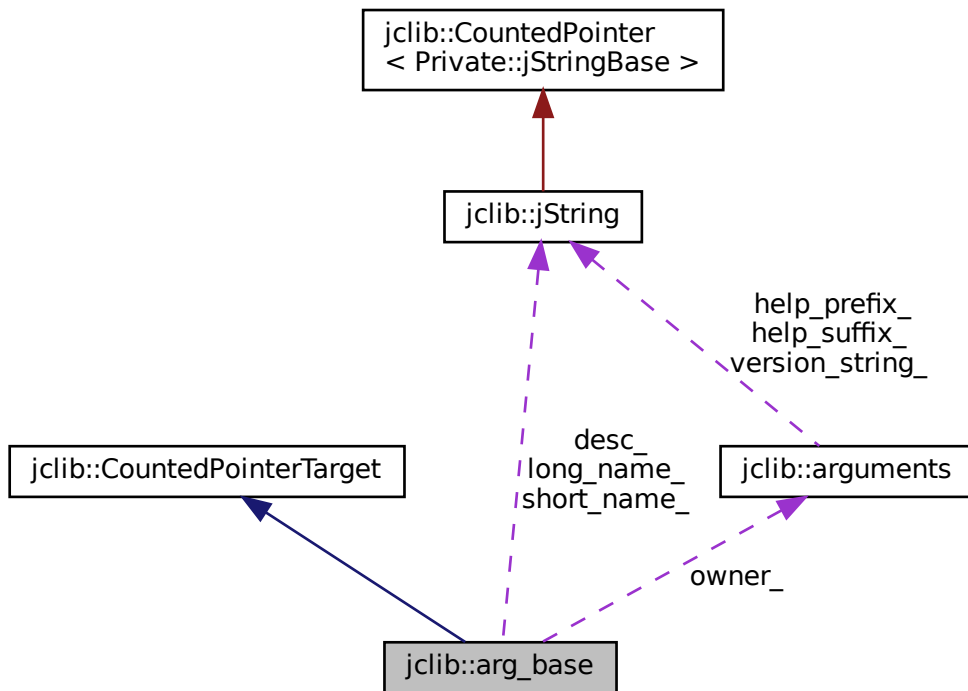 jclib::CountedPointer
< Private::jStringBase >
jclib::jString
help_prefix_
help_suffix_
version_string_
desc_
long_name_
short_name_
jclib::CountedPointerTarget
jclib::arguments
owner_
jclib::arg_base